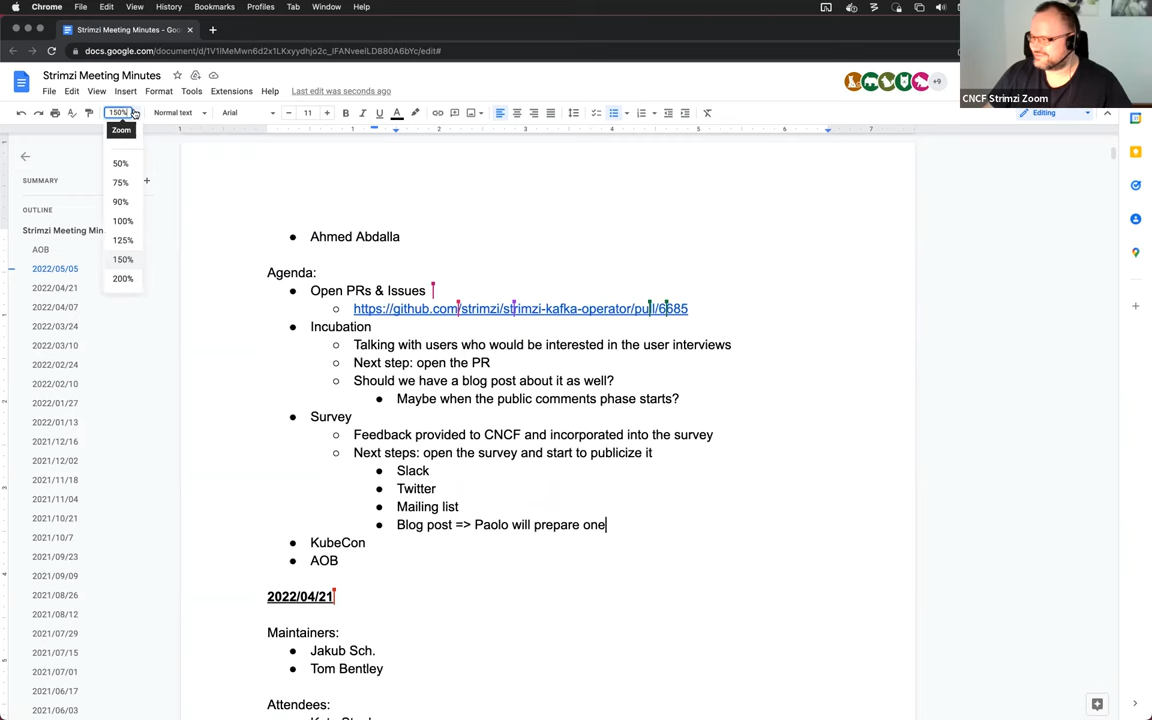 Chrome File Edit View History Bookmarks Profiles Tab Window Help
Strimzi Meeting Minutes - Goo
docs.google.com/document/d/1V1lMeMwn6d2x1LKxyydhjo2c_IFANveeiLD880A6bYc/edit#
Strimzi Meeting Minutes
+9
CNCF Strimzi Zoom
File Edit View Insert Format Tools Extensions Help Last edit was seconds ago
150% Normal text Arial 11 Editing
Zoom
50%
75%
90%
100%
125%
150%
200%
SUMMARY
OUTLINE
Strimzi Meeting Min
AOB
2022/05/05
2022/04/21
2022/04/07
2022/03/24
2022/03/10
2022/02/24
2022/02/10
2022/01/27
2022/01/13
2021/12/16
2021/12/02
2021/11/18
2021/11/04
2021/10/21
2021/10/7
2021/09/23
2021/09/09
2021/08/26
2021/08/12
2021/07/29
2021/07/15
2021/07/01
2021/06/17
2021/06/03
Ahmed Abdalla
Agenda:
Open PRs & Issues
https://github.com/strimzi/strimzi-kafka-operator/pull/6685
Incubation
Talking with users who would be interested in the user interviews
Next step: open the PR
Should we have a blog post about it as well?
Maybe when the public comments phase starts?
Survey
Feedback provided to CNCF and incorporated into the survey
Next steps: open the survey and start to publicize it
Slack
Twitter
Mailing list
Blog post => Paolo will prepare one
KubeCon
AOB
2022/04/21
Maintainers:
Jakub Sch.
Tom Bentley
Attendees: